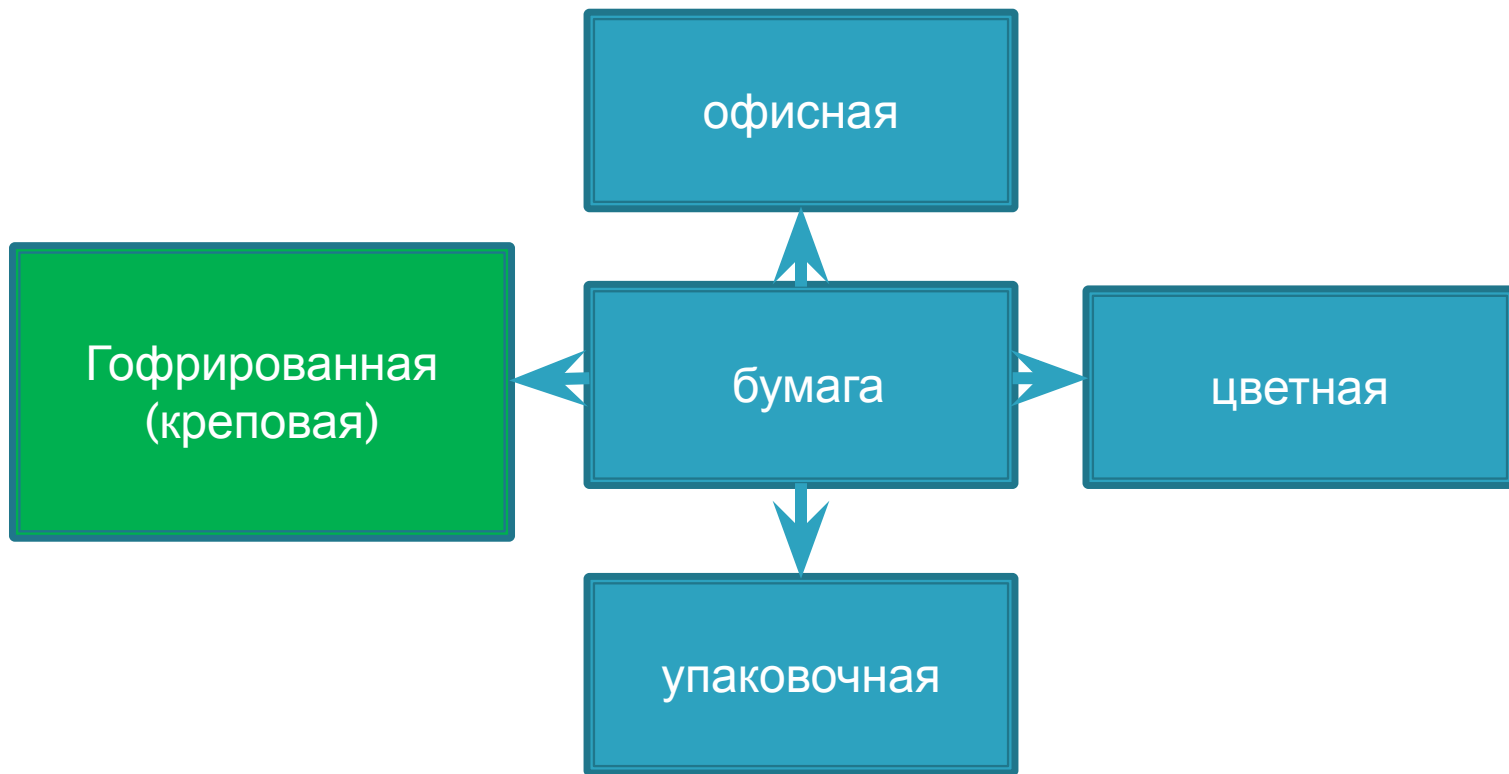 офисная
Гофрированная
(креповая)
бумага
цветная
упаковочная